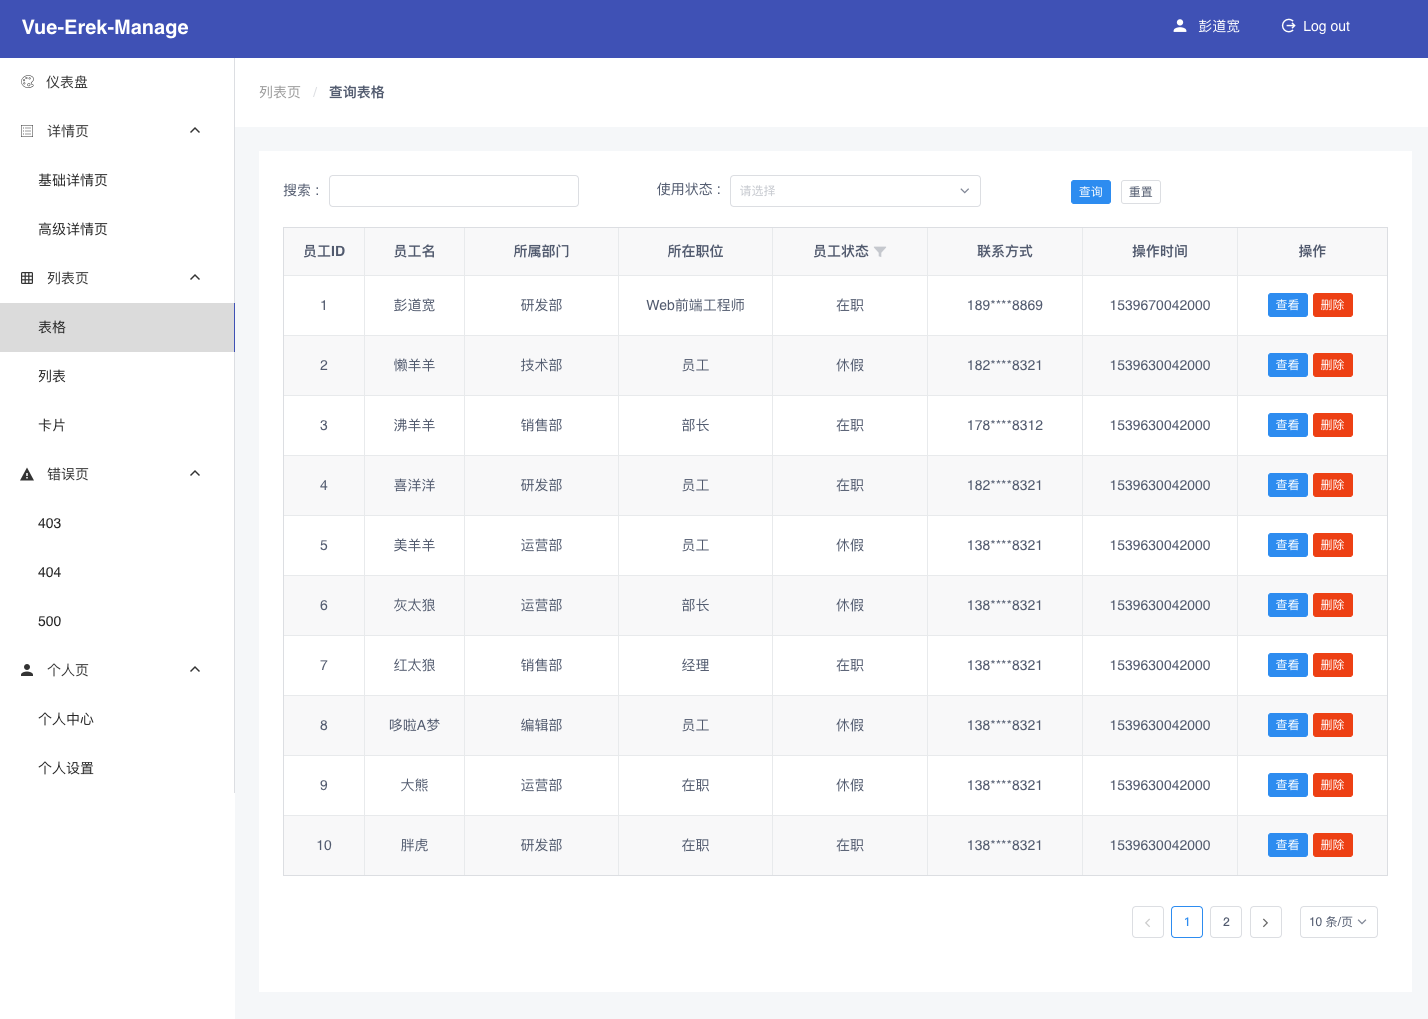 Vue-Erek-Manage
彭道宽
Log out
仪表盘
详情页
基础详情页
高级详情页
列表页
表格
列表
卡片
错误页
403
404
500
个人页
个人中心
个人设置
列表页 / 查询表格
搜索 :
使用状态 : 请选择
查询 重置
员工ID 员工名 所属部门 所在职位 员工状态 联系方式 操作时间 操作
1 彭道宽 研发部 Web前端工程师 在职 189****8869 1539670042000 查看 删除
2 懒羊羊 技术部 员工 休假 182****8321 1539630042000 查看 删除
3 沸羊羊 销售部 部长 在职 178****8312 1539630042000 查看 删除
4 喜洋洋 研发部 员工 在职 182****8321 1539630042000 查看 删除
5 美羊羊 运营部 员工 休假 138****8321 1539630042000 查看 删除
6 灰太狼 运营部 部长 休假 138****8321 1539630042000 查看 删除
7 红太狼 销售部 经理 在职 138****8321 1539630042000 查看 删除
8 哆啦A梦 编辑部 员工 休假 138****8321 1539630042000 查看 删除
9 大熊 运营部 在职 休假 138****8321 1539630042000 查看 删除
10 胖虎 研发部 在职 在职 138****8321 1539630042000 查看 删除
1 2 10 条/页